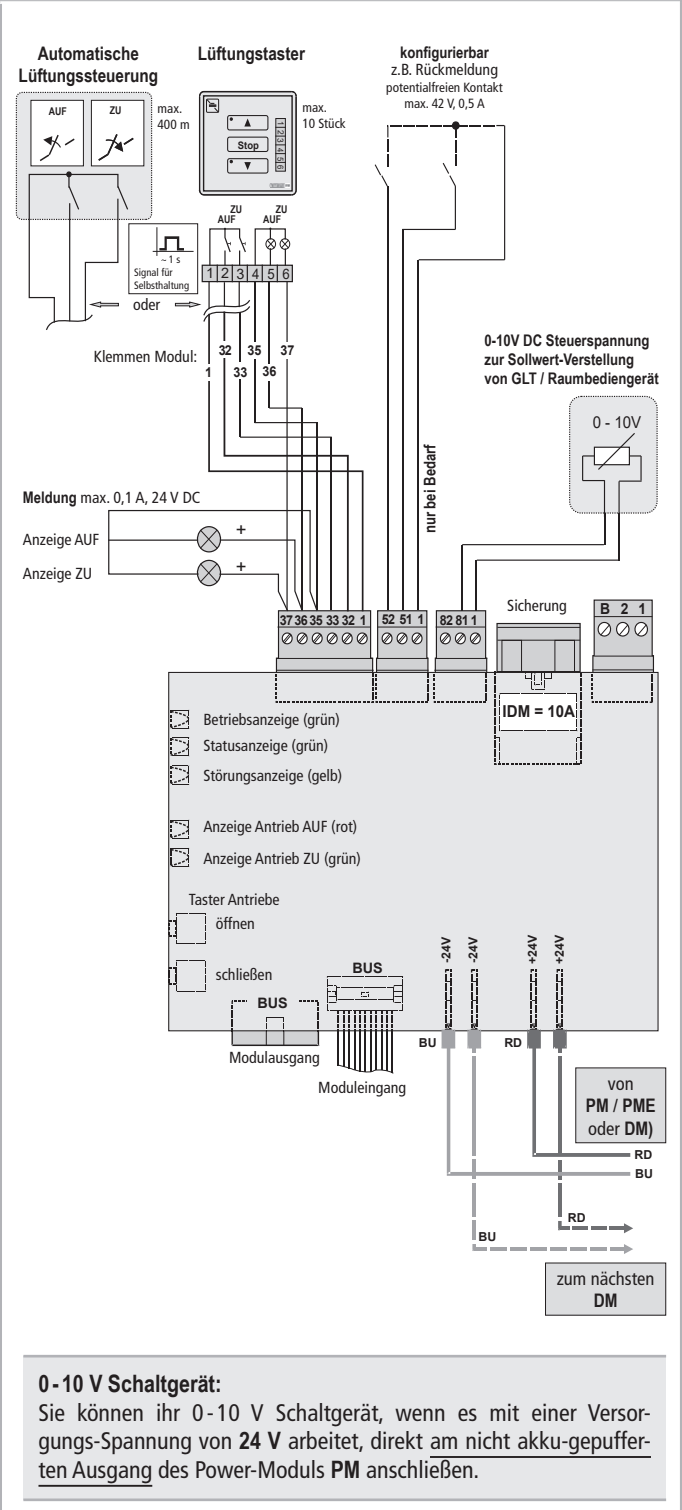 Automatische
Lüftungssteuerung
AUF
ZU
max.
400 m
Lüftungstaster
▲
Stop
▼
1
2
3
4
5
6
max.
10 Stück
konfigurierbar
z.B. Rückmeldung
potentialfreien Kontakt
max. 42 V, 0,5 A
ZU
AUF
ZU
AUF
1 2 3 4 5 6
~ 1 s
Signal für
Selbsthaltung
oder
Klemmen Modul:
1
32
33
35
36
37
0-10V DC Steuerspannung
zur Sollwert-Verstellung
von GLT / Raumbediengerät
0 - 10V
nur bei Bedarf
Meldung max. 0,1 A, 24 V DC
Anzeige AUF
+
Anzeige ZU
+
37 36 35 33 32 1
52 51 1
82 81 1
Sicherung
B 2 1
IDM = 10A
Betriebsanzeige (grün)
Statusanzeige (grün)
Störungsanzeige (gelb)
Anzeige Antrieb AUF (rot)
Anzeige Antrieb ZU (grün)
Taster Antriebe
öffnen
schließen
BUS
Modulausgang
BUS
Moduleingang
-24V
-24V
+24V
+24V
BU
RD
von
PM / PME
oder DM)
RD
BU
RD
BU
zum nächsten
DM
0 - 10 V Schaltgerät:
Sie können ihr 0 - 10 V Schaltgerät, wenn es mit einer Versor-
gungs-Spannung von 24 V arbeitet, direkt am nicht akku-gepuffer-
ten Ausgang des Power-Moduls PM anschließen.